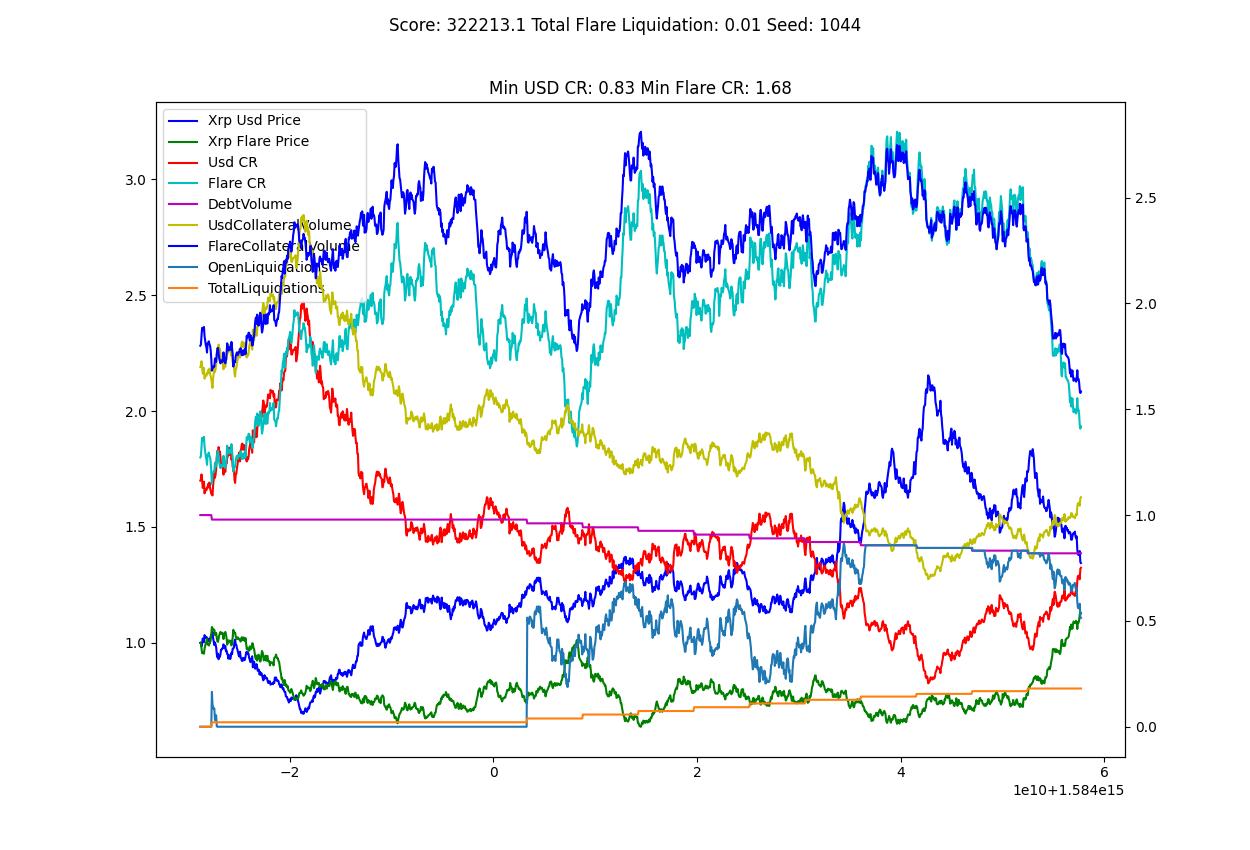 Score: 322213.1 Total Flare Liquidation: 0.01 Seed: 1044
Min USD CR: 0.83 Min Flare CR: 1.68
Xrp Usd Price
Xrp Flare Price
Usd CR
Flare CR
DebtVolume
UsdCollateralVolume
FlareCollateralVolume
OpenLiquidations
TotalLiquidations
3.0
2.5
2.0
1.5
1.0
2.5
2.0
1.5
1.0
0.5
0.0
−2
0
2
4
6
1e10+1.584e15